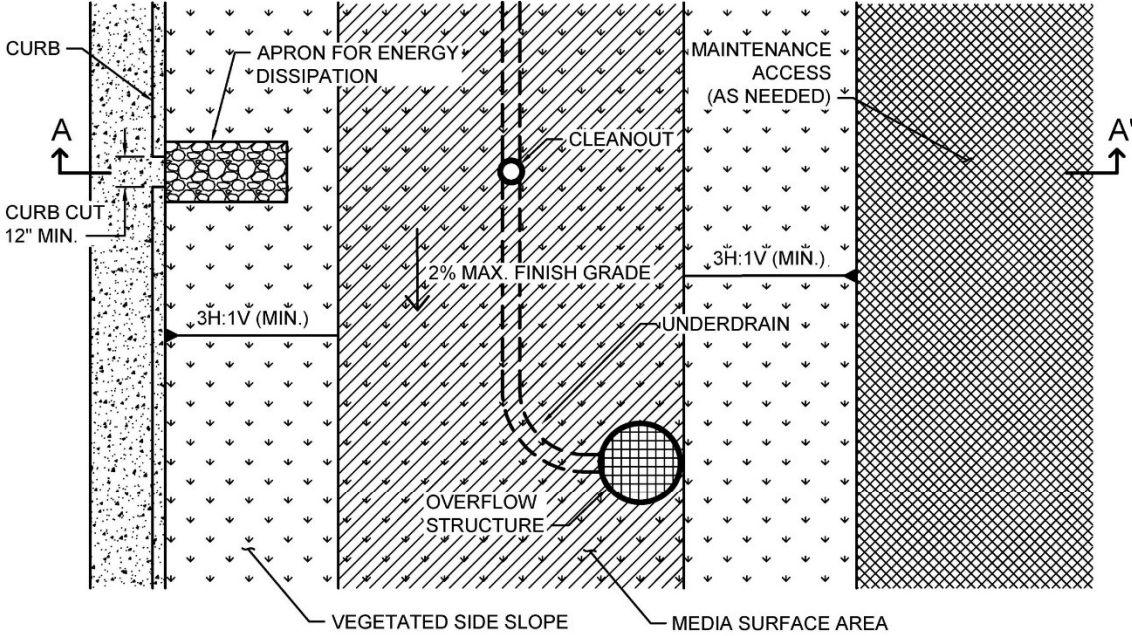 CURB
APRON FOR ENERGY
DISSIPATION
MAINTENANCE
ACCESS
(AS NEEDED)
A
A'
CLEANOUT
CURB CUT
12" MIN.
2% MAX. FINISH GRADE
3H:1V (MIN.)
3H:1V (MIN.)
UNDERDRAIN
OVERFLOW
STRUCTURE
VEGETATED SIDE SLOPE
MEDIA SURFACE AREA